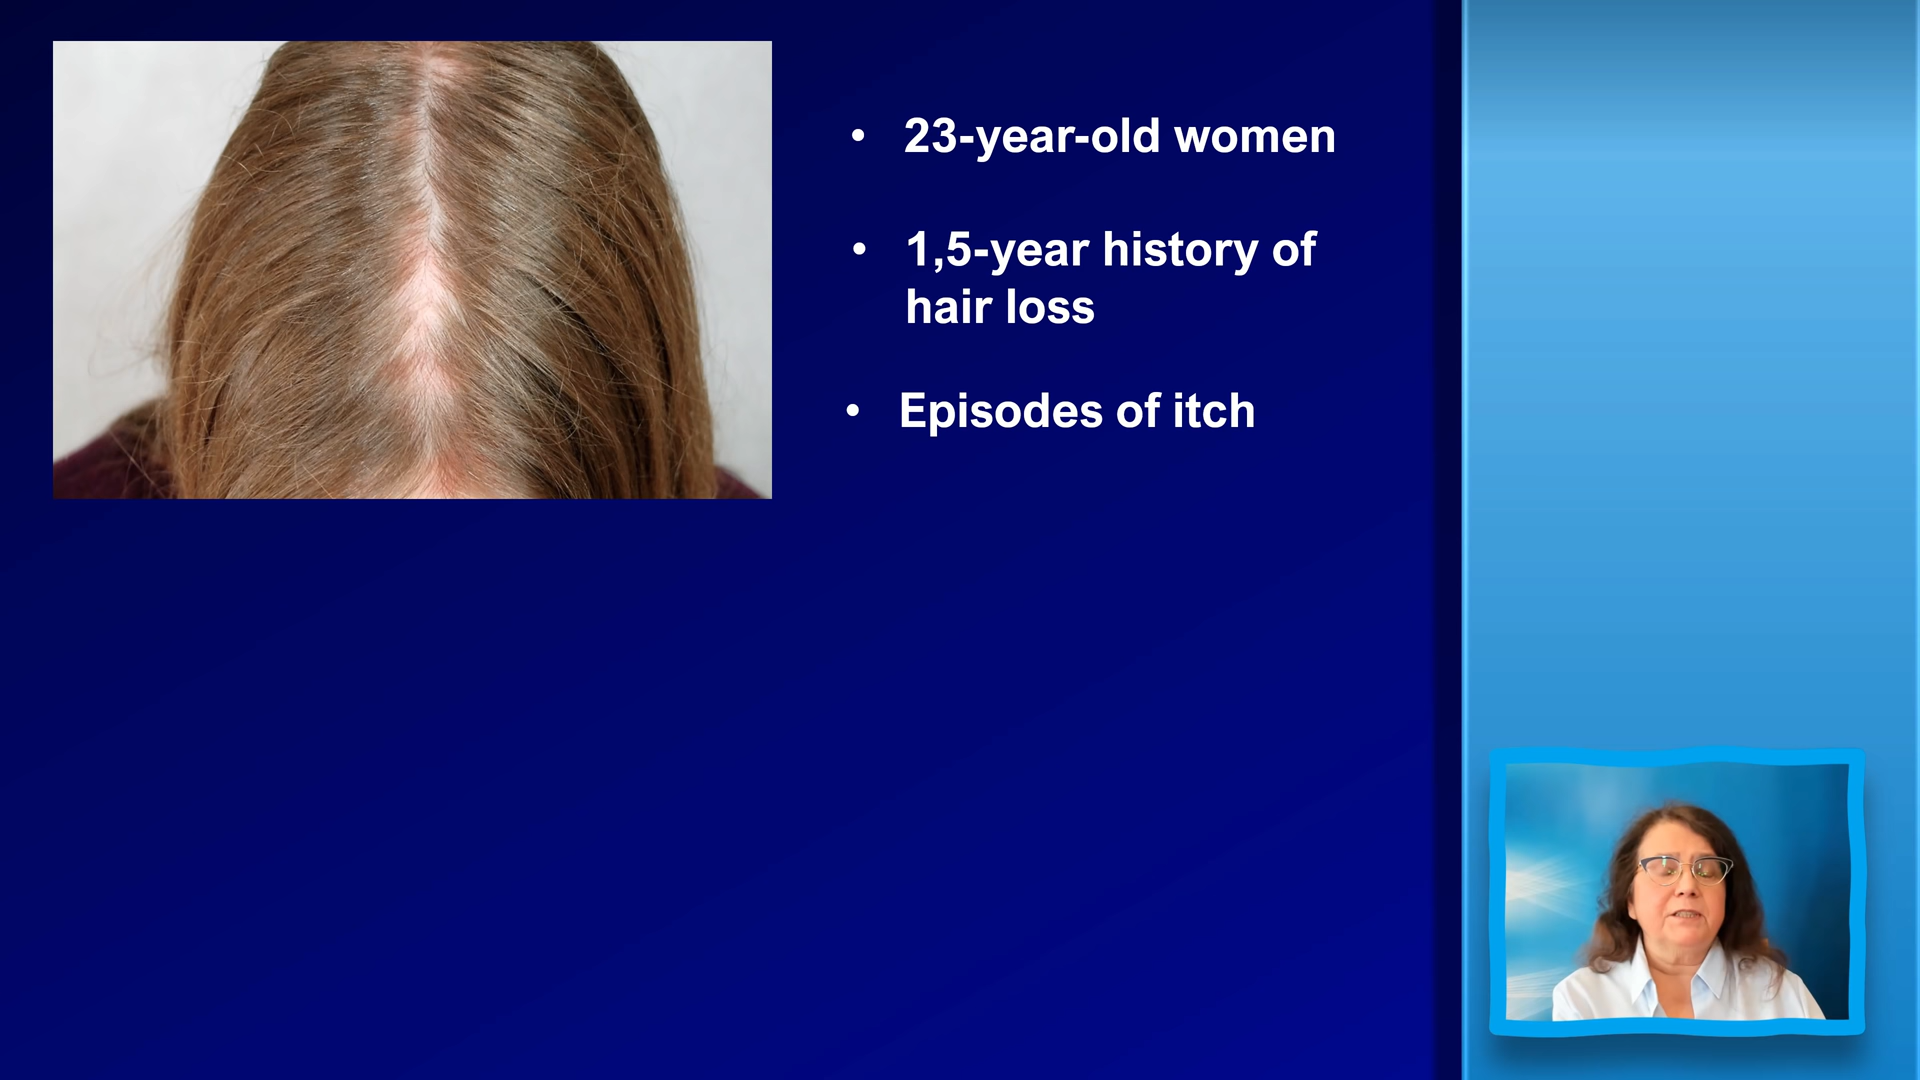 • 23-year-old women
• 1,5-year history of
hair loss
• Episodes of itch